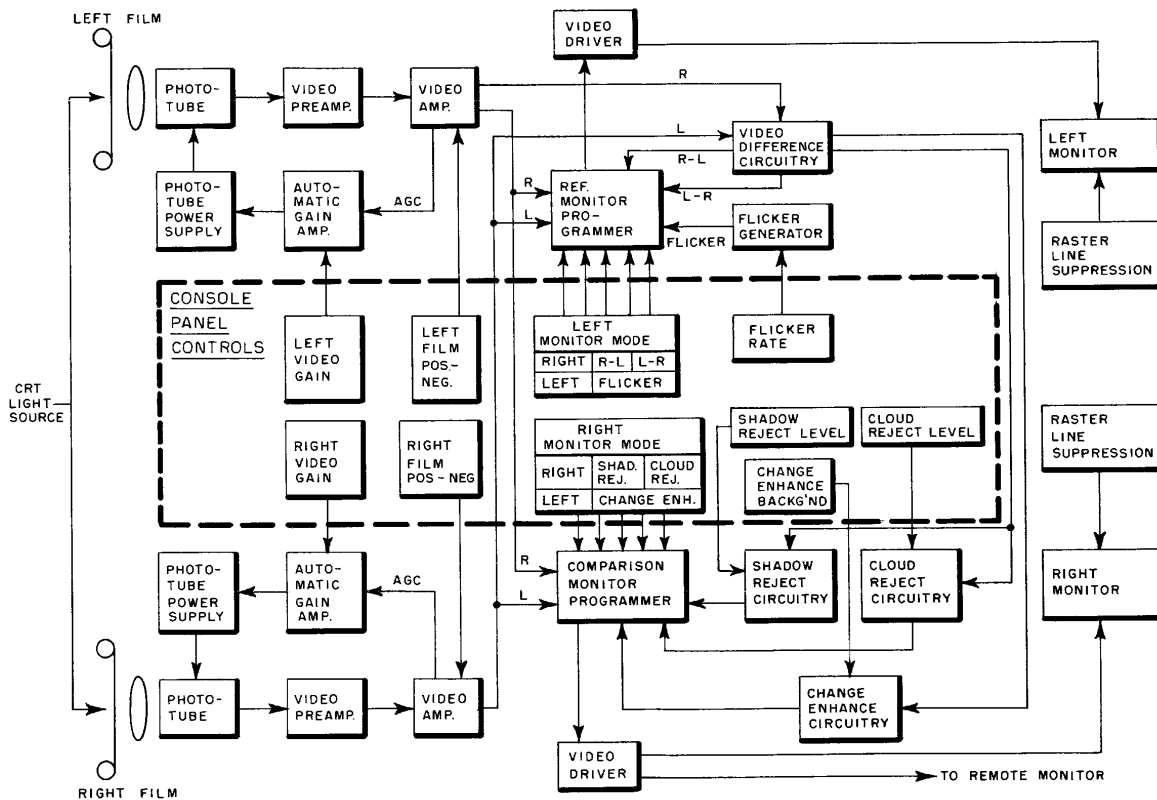 LEFT FILM
PHOTO-
TUBE
VIDEO
PREAMP.
VIDEO
AMP.
VIDEO
DRIVER
R
L
VIDEO
DIFFERENCE
CIRCUITRY
LEFT
MONITOR
R-L
L-R
PHOTO-
TUBE
POWER
SUPPLY
AUTO-
MATIC
GAIN
AMP.
AGC
R
L
REF.
MONITOR
PRO-
GRAMMER
FLICKER
FLICKER
GENERATOR
RASTER
LINE
SUPPRESSION
CONSOLE
PANEL
CONTROLS
LEFT
VIDEO
GAIN
LEFT
FILM
POS.-
NEG.
LEFT
MONITOR MODE
RIGHT
R-L
L-R
LEFT
FLICKER
FLICKER
RATE
CRT
LIGHT
SOURCE
RIGHT
VIDEO
GAIN
RIGHT
FILM
POS-NEG
RIGHT
MONITOR MODE
RIGHT
SHAD.
REJ.
CLOUD
REJ.
LEFT
CHANGE ENH.
SHADOW
REJECT LEVEL
CLOUD
REJECT LEVEL
CHANGE
ENHANCE
BACKG'ND
RASTER
LINE
SUPPRESSION
PHOTO-
TUBE
POWER
SUPPLY
AUTO-
MATIC
GAIN
AMP.
AGC
R
L
COMPARISON
MONITOR
PROGRAMMER
SHADOW
REJECT
CIRCUITRY
CLOUD
REJECT
CIRCUITRY
RIGHT
MONITOR
PHOTO-
TUBE
VIDEO
PREAMP.
VIDEO
AMP.
CHANGE
ENHANCE
CIRCUITRY
VIDEO
DRIVER
TO REMOTE MONITOR
RIGHT FILM